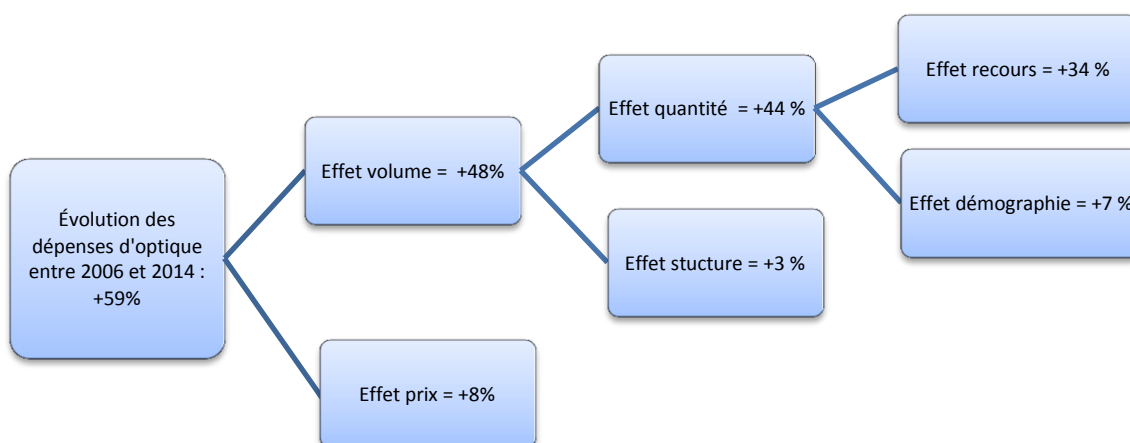 Évolution des
dépenses d'optique
entre 2006 et 2014 :
+59%
Effet volume = +48%
Effet prix = +8%
Effet quantité = +44 %
Effet stucture = +3 %
Effet recours = +34 %
Effet démographie = +7 %